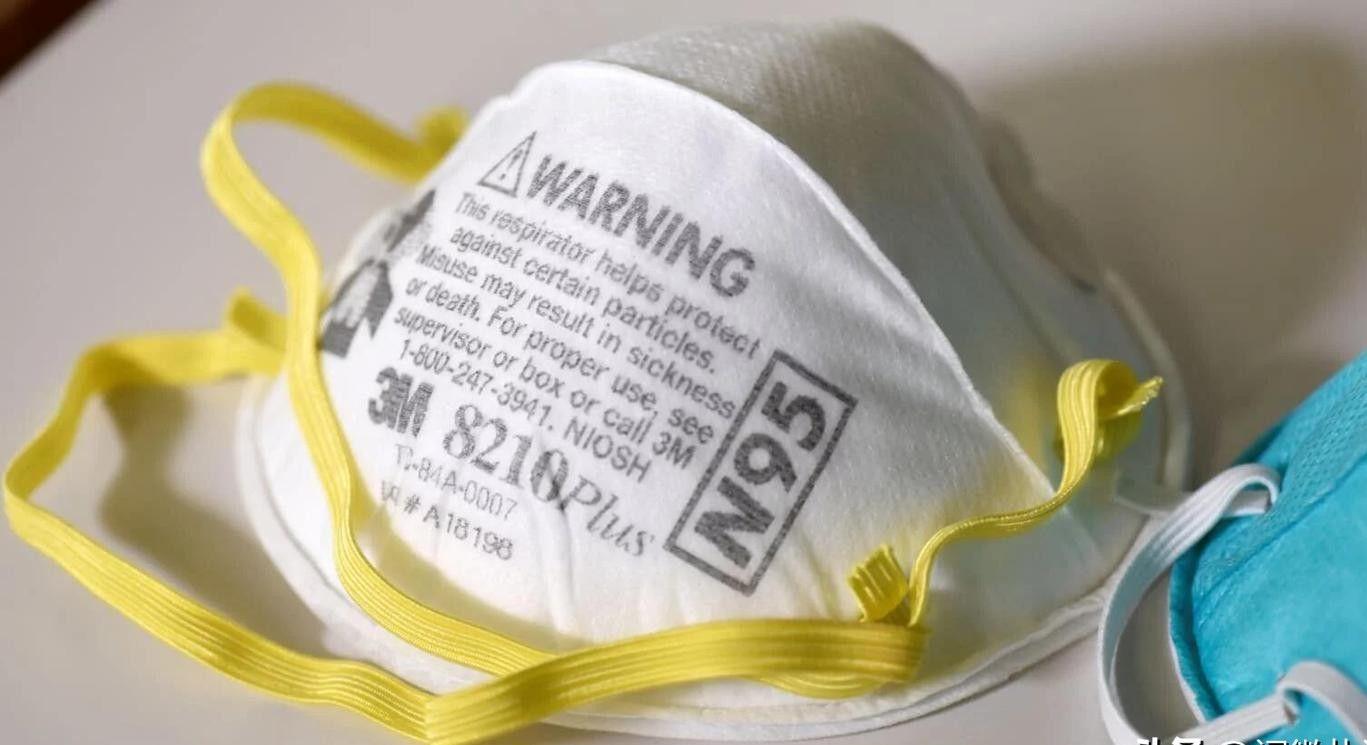 WARNING
This respirator helps protect
against certain particles.
Misuse may result in sickness
or death. For proper use, see
supervisor or box or call 3M
1-800-247-3941. NIOSH
3M 8210Plus
-84A-0007
# A18198
N95